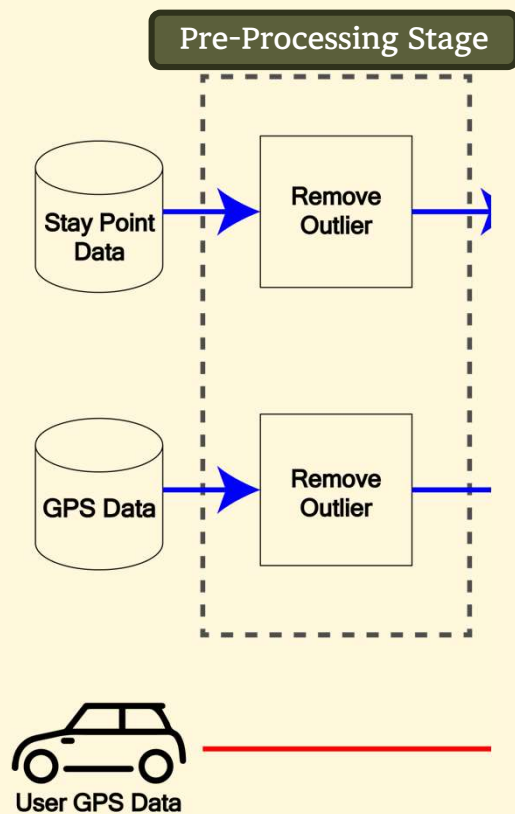 Pre-Processing Stage
Stay Point
Data
Remove
Outlier
GPS Data
Remove
Outlier
User GPS Data